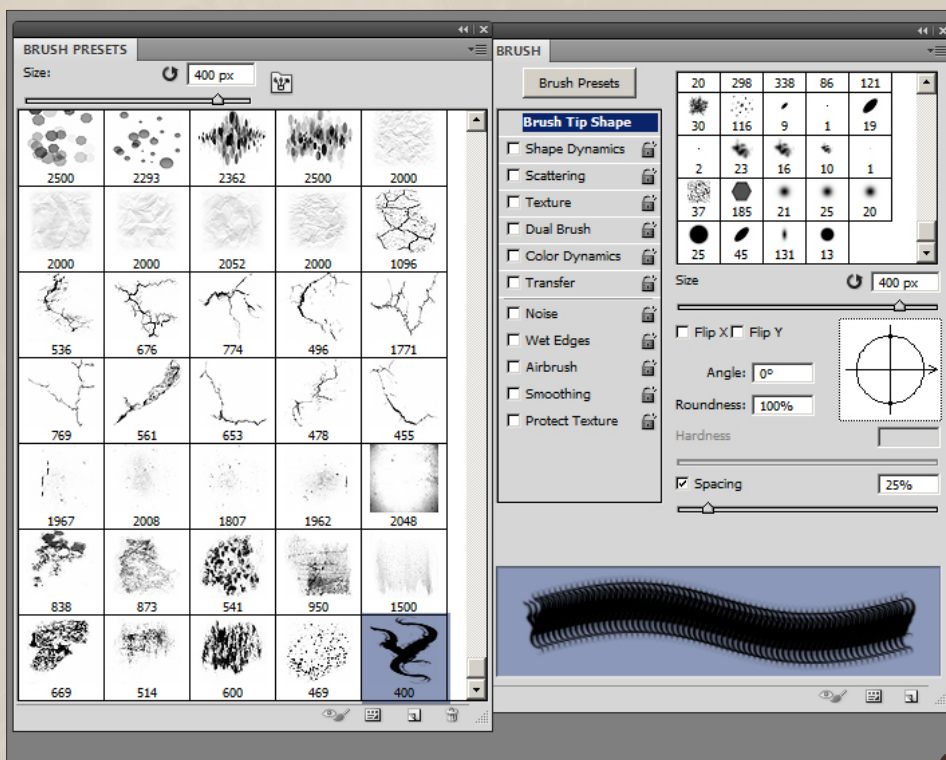 BRUSH PRESETS
Size: 400 px
2500 2293 2362 2500 2000
2000 2000 2052 2000 1096
536 676 774 496 1771
769 561 653 478 455
1967 2008 1807 1962 2048
838 873 541 950 1500
669 514 600 469 400
BRUSH
Brush Presets
Brush Tip Shape
Shape Dynamics
Scattering
Texture
Dual Brush
Color Dynamics
Transfer
Noise
Wet Edges
Airbrush
Smoothing
Protect Texture
20 298 338 86 121
30 116 9 1 19
2 23 16 10 1
37 185 21 25 20
25 45 131 13
Size 400 px
Flip X Flip Y
Angle: 0º
Roundness: 100%
Hardness
Spacing 25%